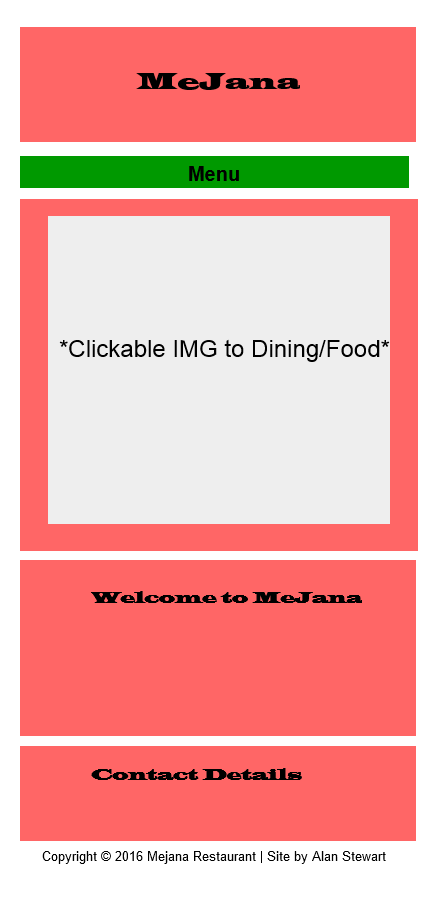 MeJana
Menu
*Clickable IMG to Dining/Food*
Welcome to MeJana
Contact Details
Copyright © 2016 Mejana Restaurant | Site by Alan Stewart